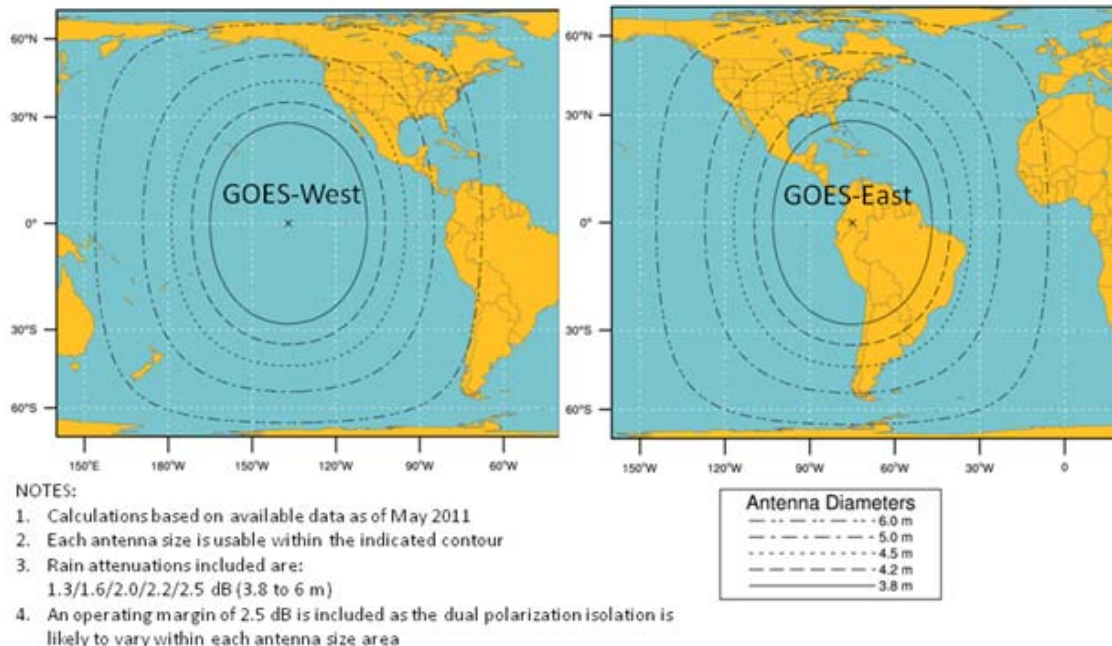 60°N
30°N
0°
30°S
60°S
GOES-West
150°E
180°W
150°W
120°W
90°W
60°W
60°N
30°N
0°
30°S
60°S
GOES-East
150°W
120°W
90°W
60°W
30°W
0
NOTES:
1. Calculations based on available data as of May 2011
2. Each antenna size is usable within the indicated contour
3. Rain attenuations included are:
1.3/1.6/2.0/2.2/2.5 dB (3.8 to 6 m)
4. An operating margin of 2.5 dB is included as the dual polarization isolation is
likely to vary within each antenna size area
Antenna Diameters
6.0 m
5.0 m
4.5 m
4.2 m
3.8 m